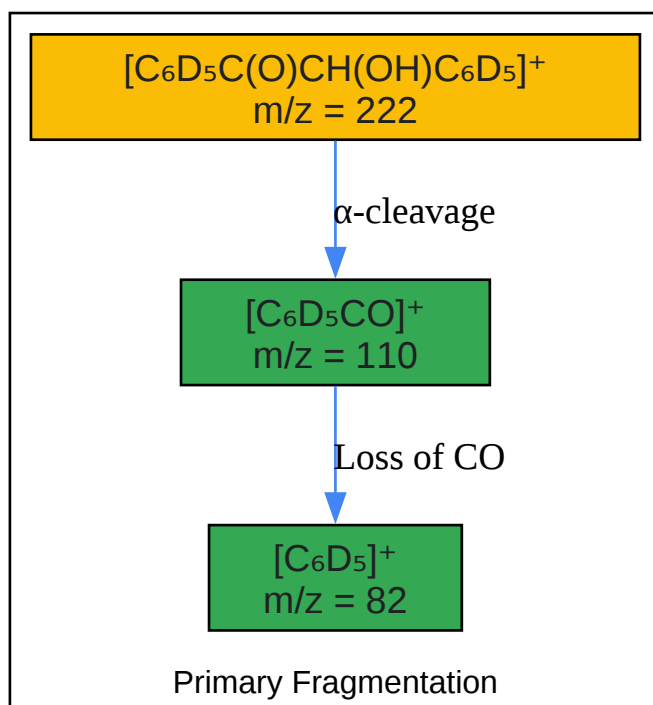 [C₆D₅C(O)CH(OH)C₆D₅]⁺
m/z = 222
α-cleavage
[C₆D₅CO]⁺
m/z = 110
Loss of CO
[C₆D₅]⁺
m/z = 82
Primary Fragmentation